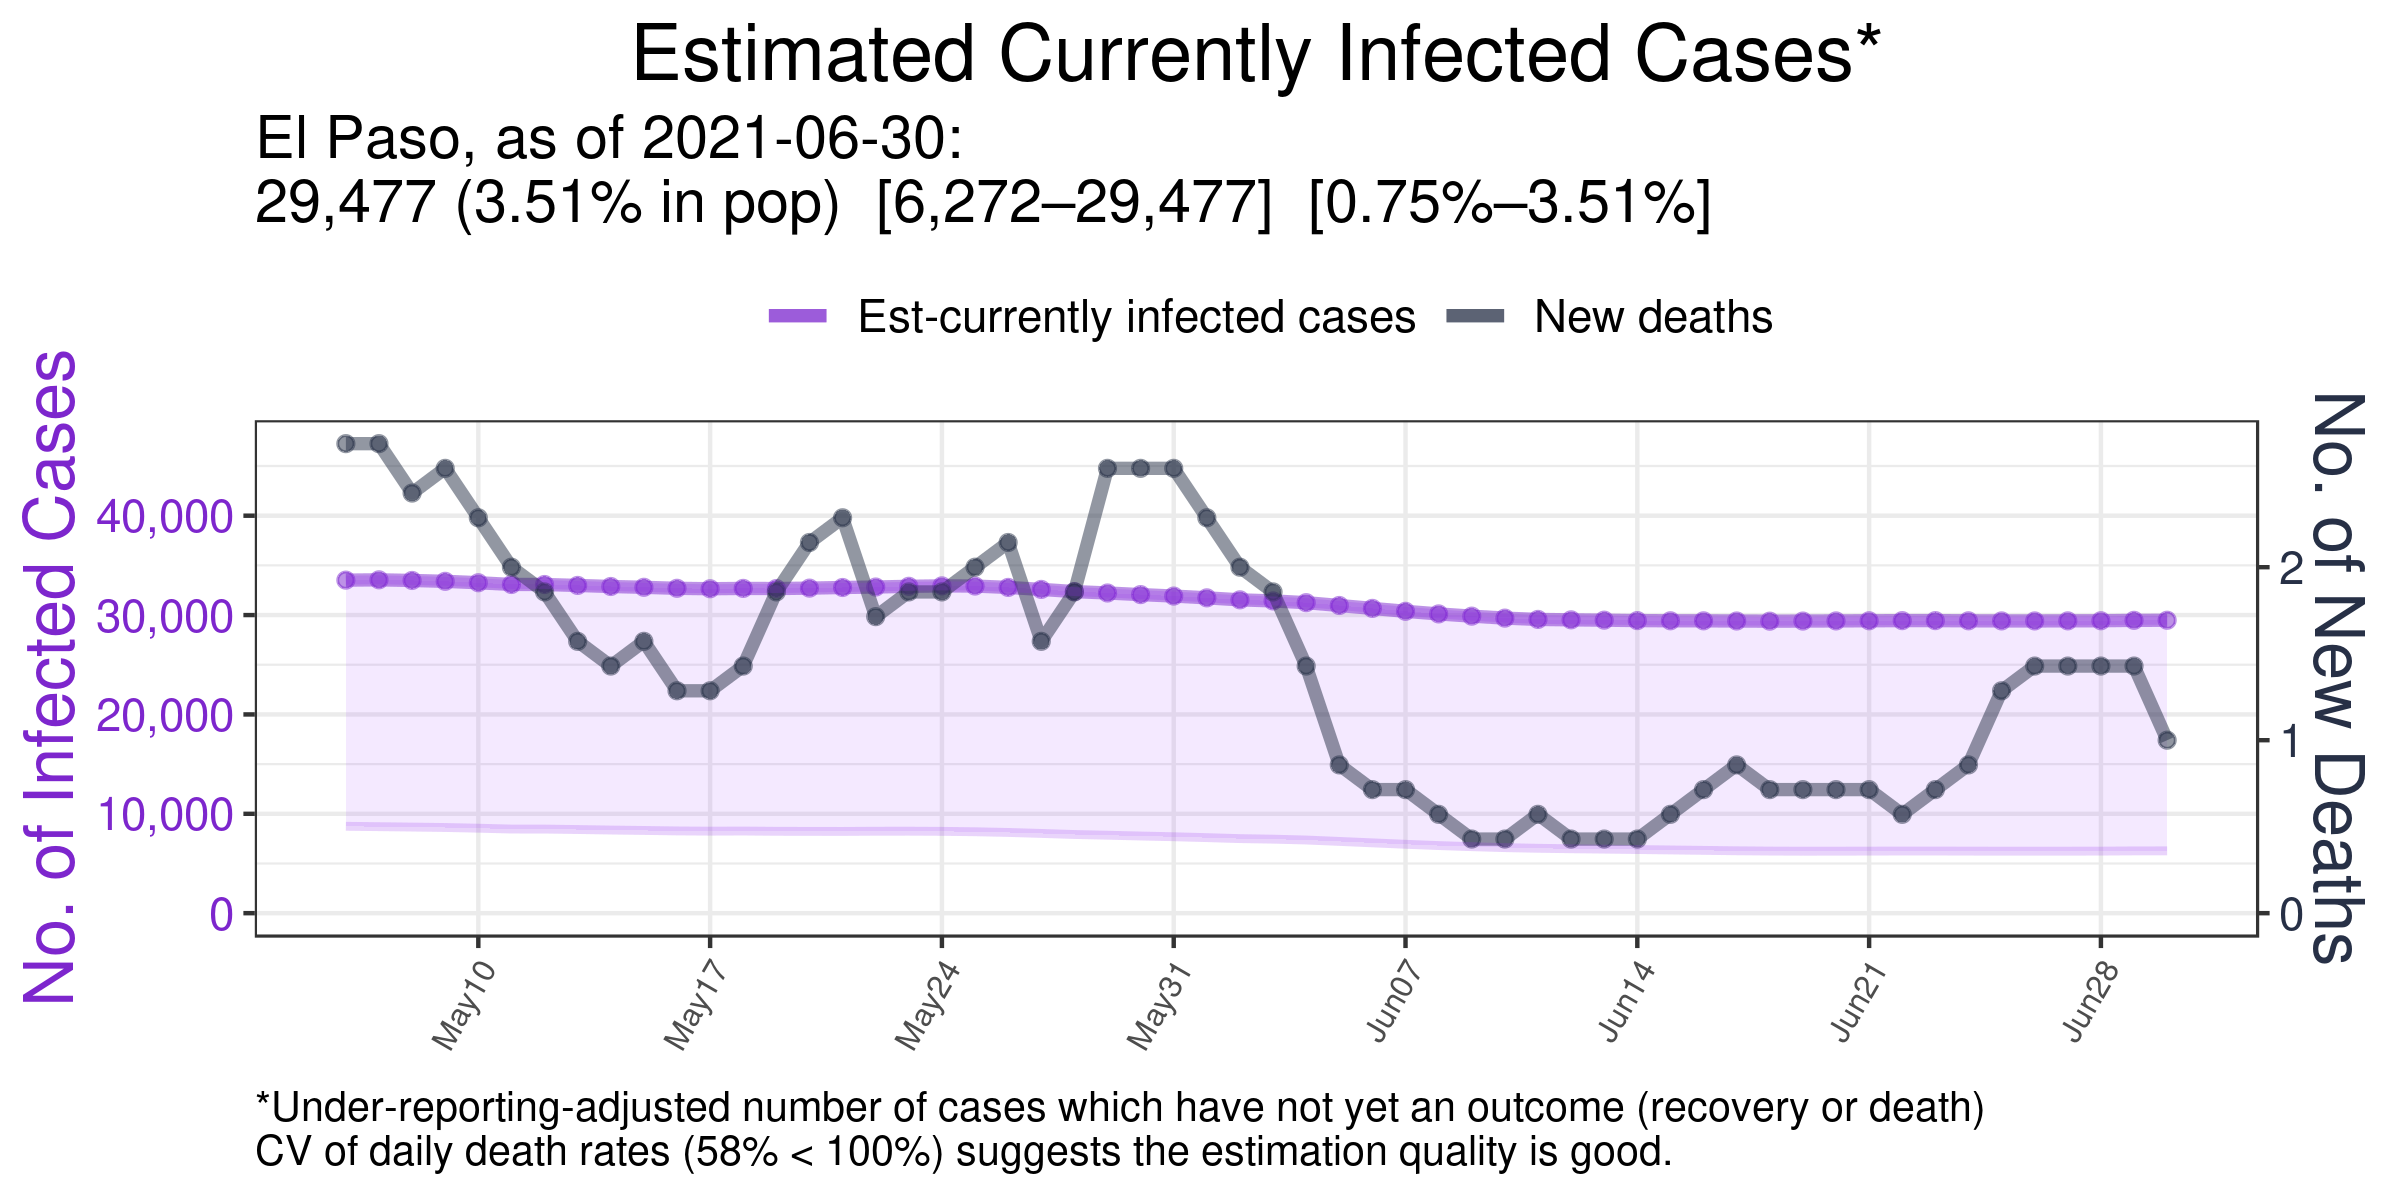 Estimated Currently Infected Cases*
El Paso, as of 2021-06-30:
29,477 (3.51% in pop)  [6,272–29,477]  [0.75%–3.51%]
Est-currently infected cases
New deaths
No. of Infected Cases
40,000
30,000
20,000
10,000
0
No. of New Deaths
2
1
0
May10
May17
May24
May31
Jun07
Jun14
Jun21
Jun28
*Under-reporting-adjusted number of cases which have not yet an outcome (recovery or death)
CV of daily death rates (58% < 100%) suggests the estimation quality is good.